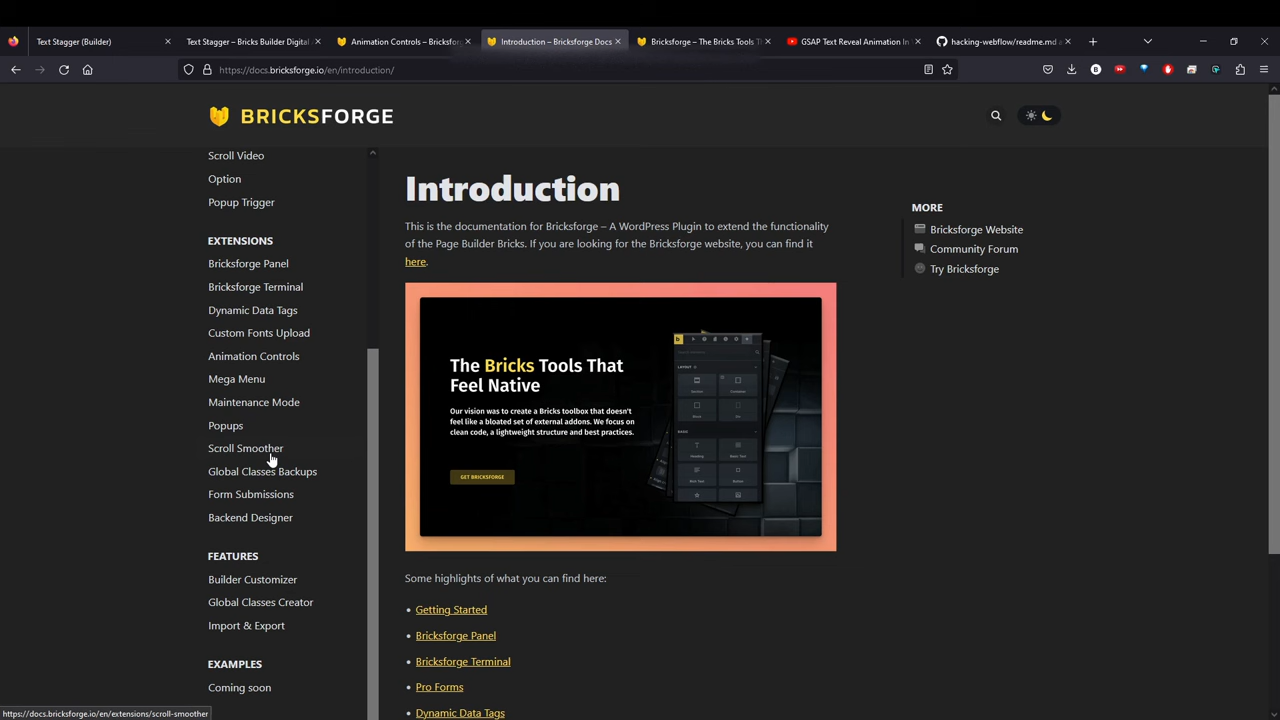 Text Stagger (Builder)
Text Stagger – Bricks Builder Digital
Animation Controls – Bricksforg
Introduction – Bricksforge Docs
Bricksforge – The Bricks Tools Th
GSAP Text Reveal Animation In
hacking-webflow/readme.md a
https://docs.bricksforge.io/en/introduction/
BRICKSFORGE
Scroll Video
Option
Popup Trigger
EXTENSIONS
Bricksforge Panel
Bricksforge Terminal
Dynamic Data Tags
Custom Fonts Upload
Animation Controls
Mega Menu
Maintenance Mode
Popups
Scroll Smoother
Global Classes Backups
Form Submissions
Backend Designer
FEATURES
Builder Customizer
Global Classes Creator
Import & Export
EXAMPLES
Coming soon
Introduction
This is the documentation for Bricksforge – A WordPress Plugin to extend the functionality
of the Page Builder Bricks. If you are looking for the Bricksforge website, you can find it
here.
The Bricks Tools That
Feel Native
Our vision was to create a Bricks toolbox that doesn't
feel like a bloated set of external addons. We focus on
clean code, a lightweight structure and best practices.
GET BRICKSFORGE
Some highlights of what you can find here:
• Getting Started
• Bricksforge Panel
• Bricksforge Terminal
• Pro Forms
• Dynamic Data Tags
MORE
Bricksforge Website
Community Forum
Try Bricksforge
https://docs.bricksforge.io/en/extensions/scroll-smoother